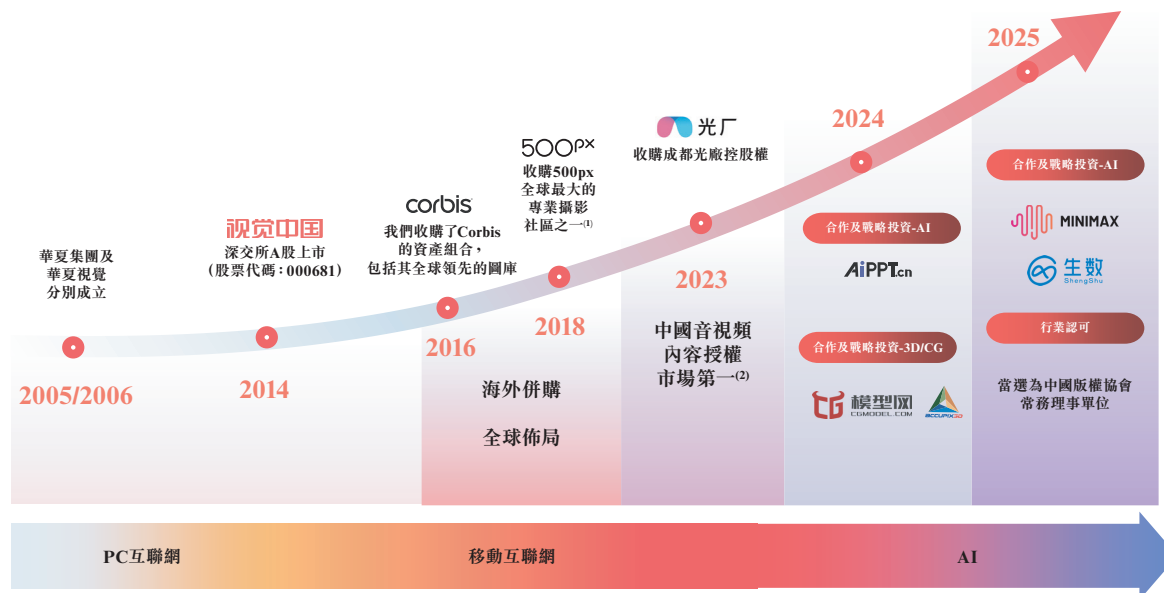 華夏集團及
華夏視覺
分別成立
2005/2006
视觉中国
深交所A股上市
(股票代碼：000681)
2014
corbis
我們收購了Corbis
的資產組合，
包括其全球領先的圖庫
2016
500px
收購500px
全球最大的
專業攝影
社區之一(1)
2018
海外併購
全球佈局
光厂
收購成都光廠控股權
2023
中國音視頻
內容授權
市場第一(2)
2024
合作及戰略投資-AI
AiPPT.cn
合作及戰略投資-3D/CG
CG 模型网
CGMODEL.COM
ACCUPIX3D
2025
合作及戰略投資-AI
MINIMAX
生数
ShengShu
行業認可
當選為中國版權協會
常務理事單位
PC互聯網
移動互聯網
AI